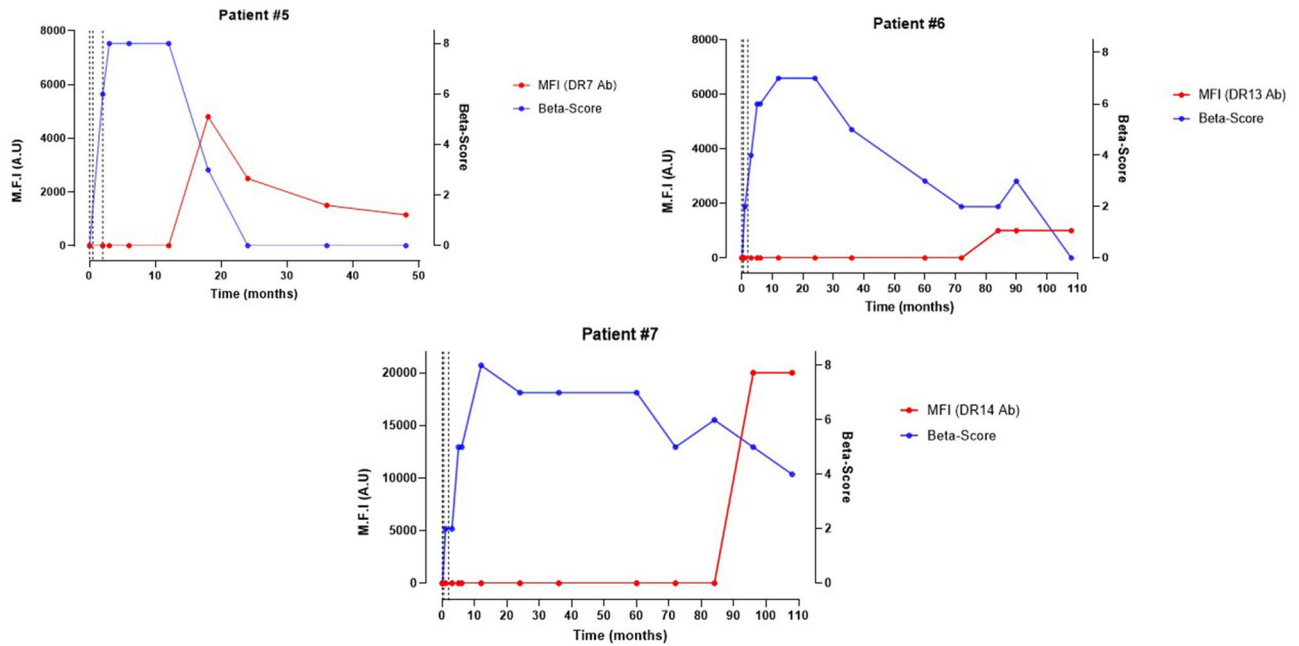 Patient #5
8000
6000
4000
2000
0
M.F.I (A.U)
8
6
4
2
0
Beta-Score
0 10 20 30 40 50
Time (months)
MFI (DR7 Ab)
Beta-Score
Patient #6
8000
6000
4000
2000
0
M.F.I (A.U)
8
6
4
2
0
Beta-Score
0 10 20 30 40 50 60 70 80 90 100 110
Time (months)
MFI (DR13 Ab)
Beta-Score
Patient #7
20000
15000
10000
5000
0
M.F.I (A.U)
8
6
4
2
0
Beta-Score
0 10 20 30 40 50 60 70 80 90 100 110
Time (months)
MFI (DR14 Ab)
Beta-Score